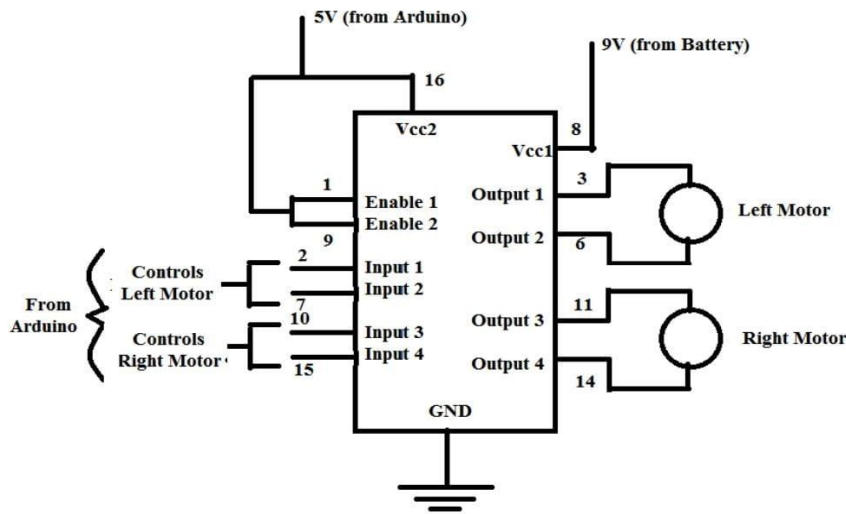 5V (from Arduino)
9V (from Battery)
16
Vcc2
8
Vcc1
1
Enable 1
Enable 2
9
3
Output 1
Left Motor
Output 2
6
2
Input 1
Input 2
7
Controls
Left Motor
From
Arduino
10
Input 3
Input 4
15
Controls
Right Motor
11
Output 3
Right Motor
Output 4
14
GND